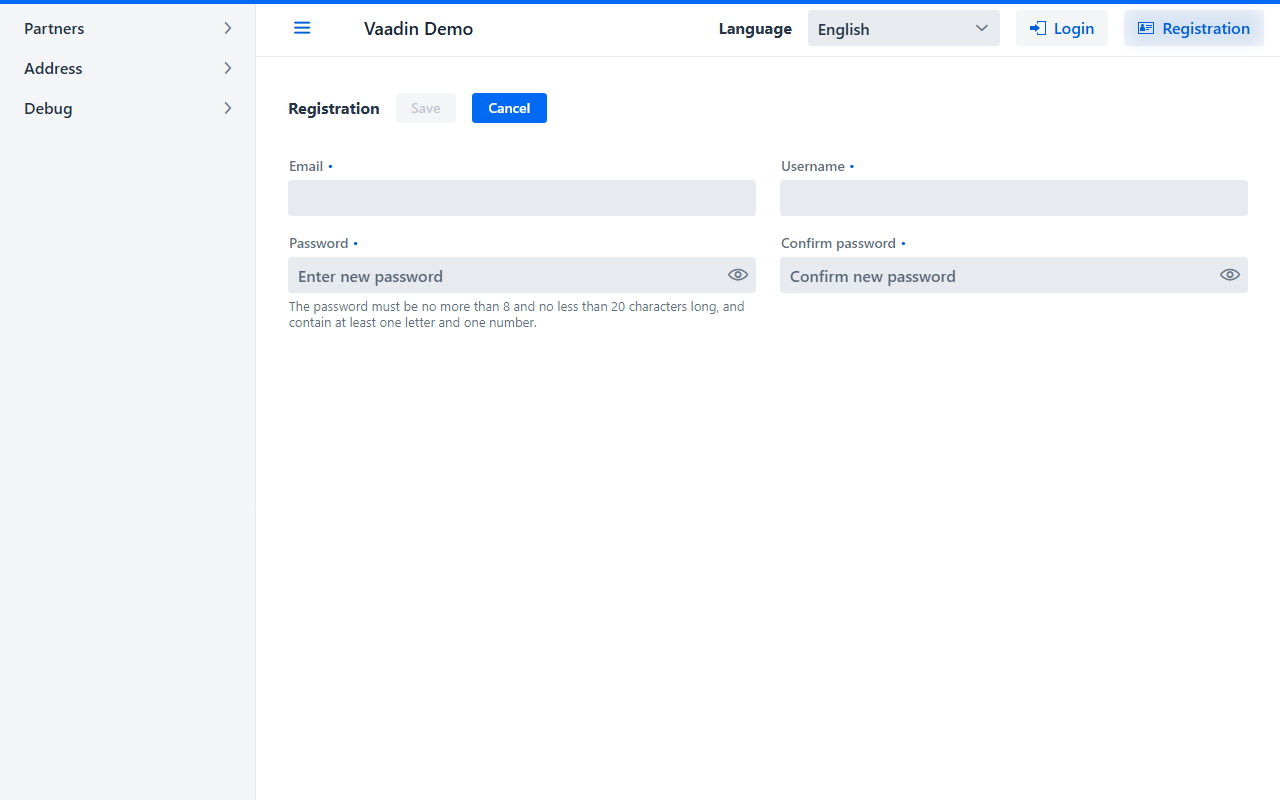 Partners
Address
Debug
Vaadin Demo
Language
English
Login
Registration
Registration
Save
Cancel
Email •
Username •
Password •
Confirm password •
Enter new password
Confirm new password
The password must be no more than 8 and no less than 20 characters long, and
contain at least one letter and one number.